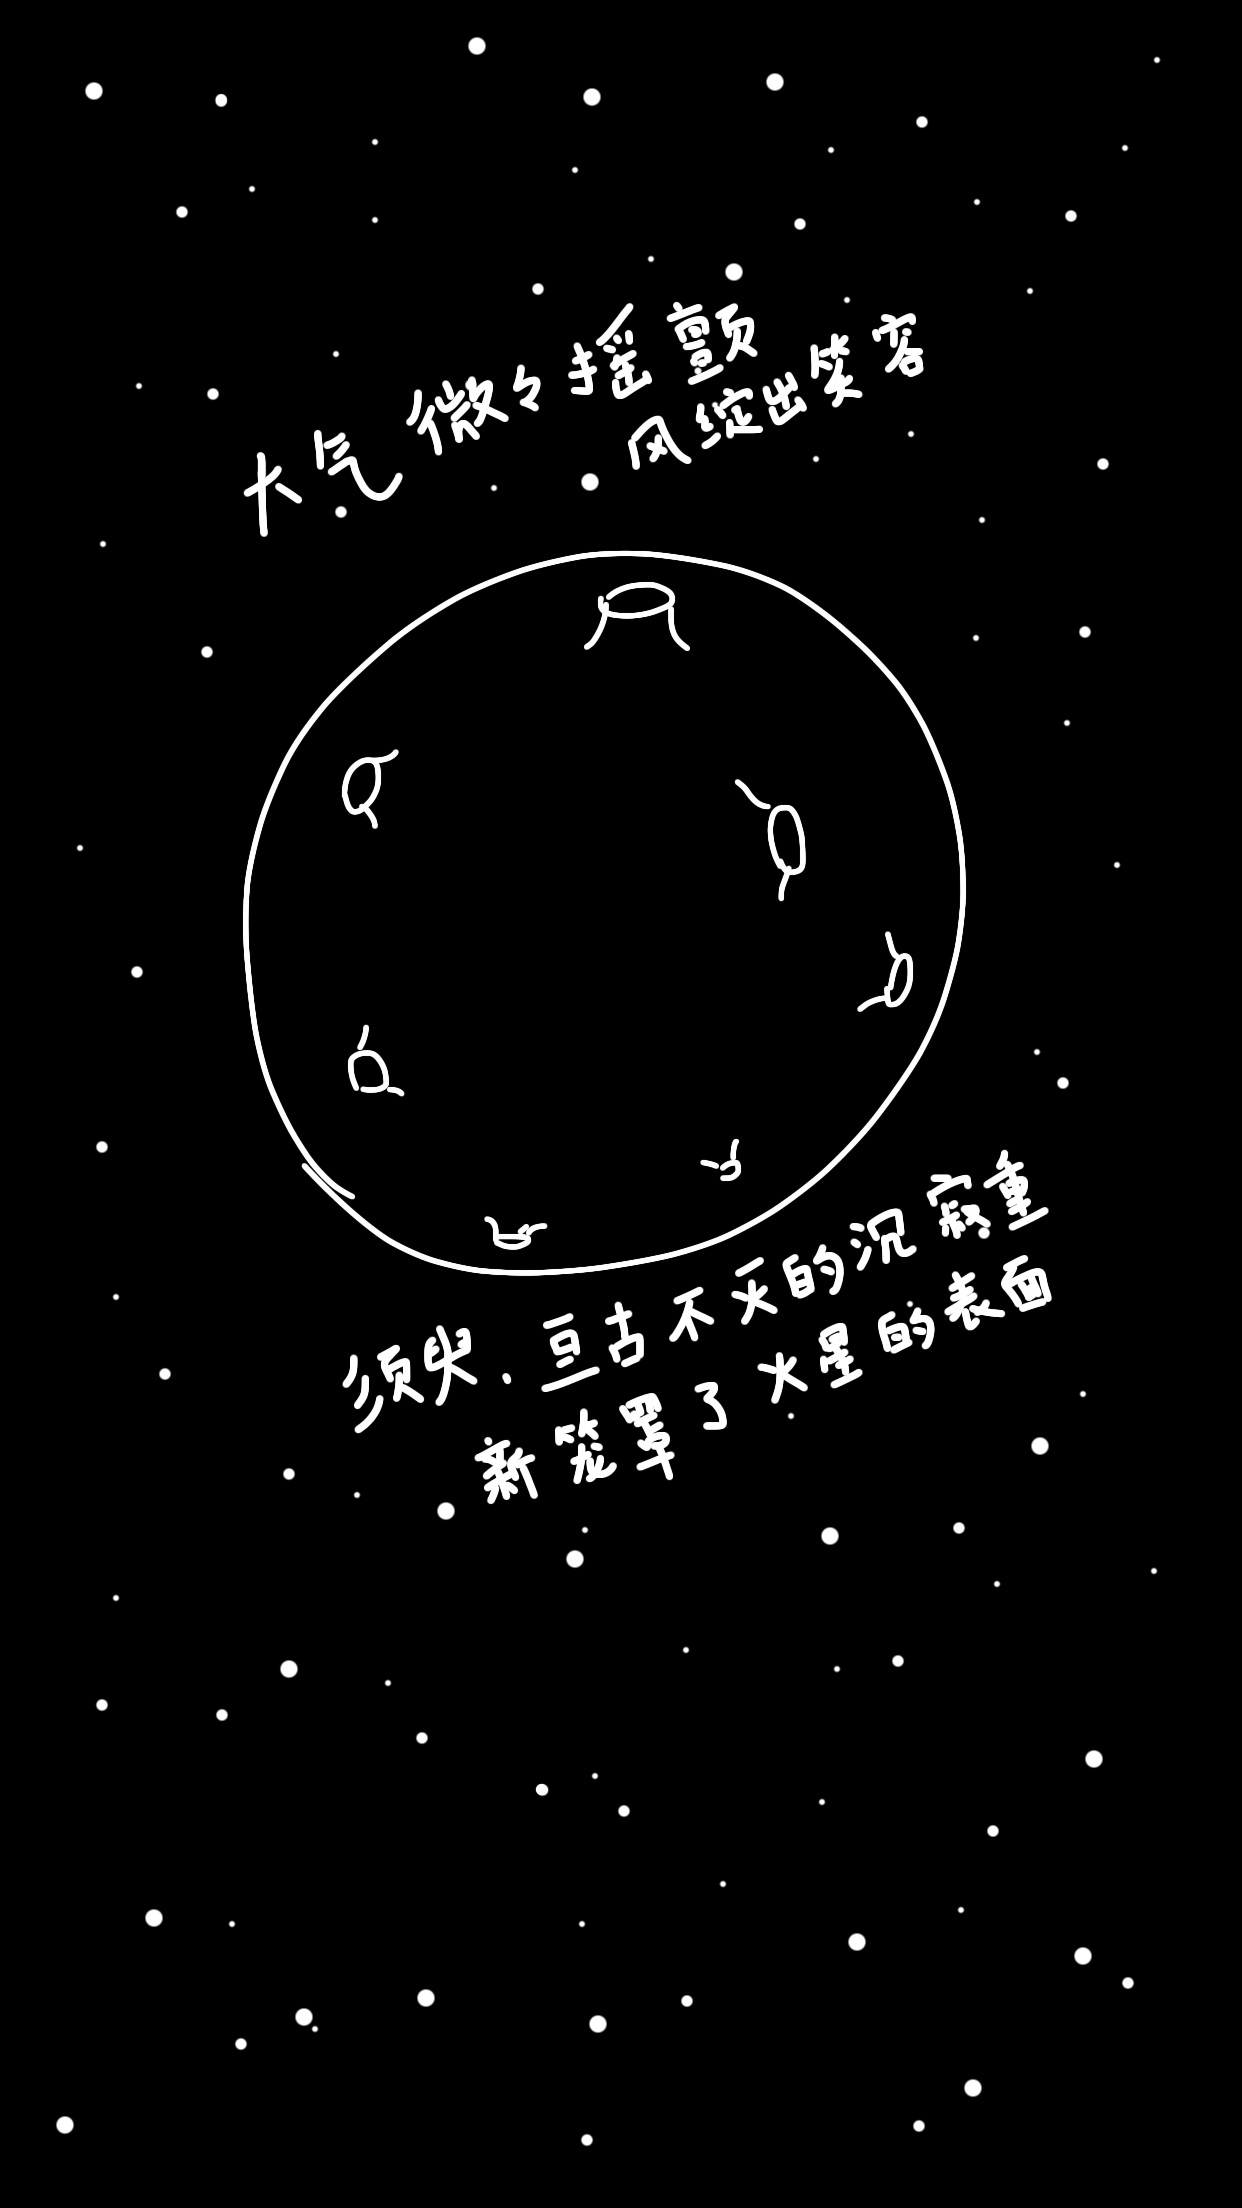 大气微々摇颤
风绽出笑容
须臾、亘古不灭的沉寂重
新笼罩了火星的表面